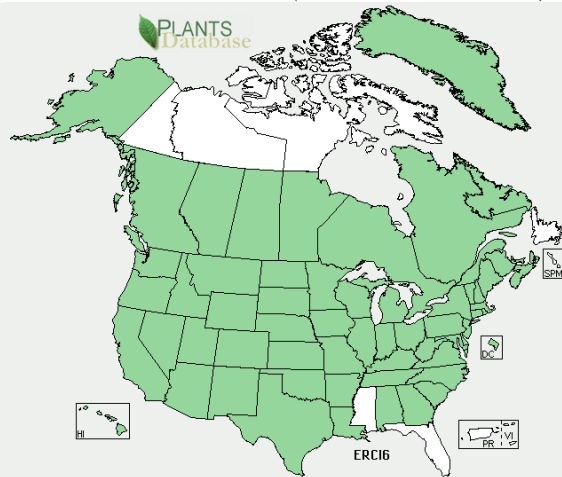 PLANTS
Database
SPM
DC
HI
PR VI
ERCI6